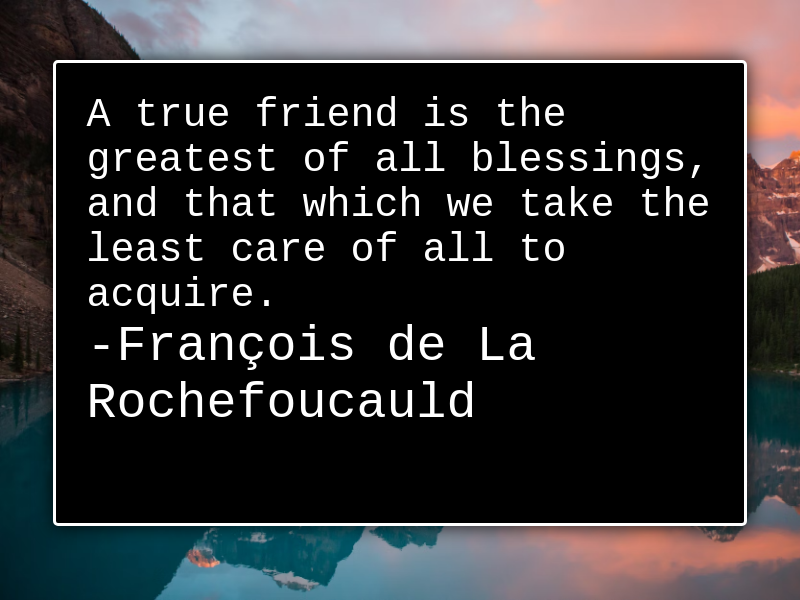 A true friend is the
greatest of all blessings,
and that which we take the
least care of all to
acquire.
-François de La
Rochefoucauld